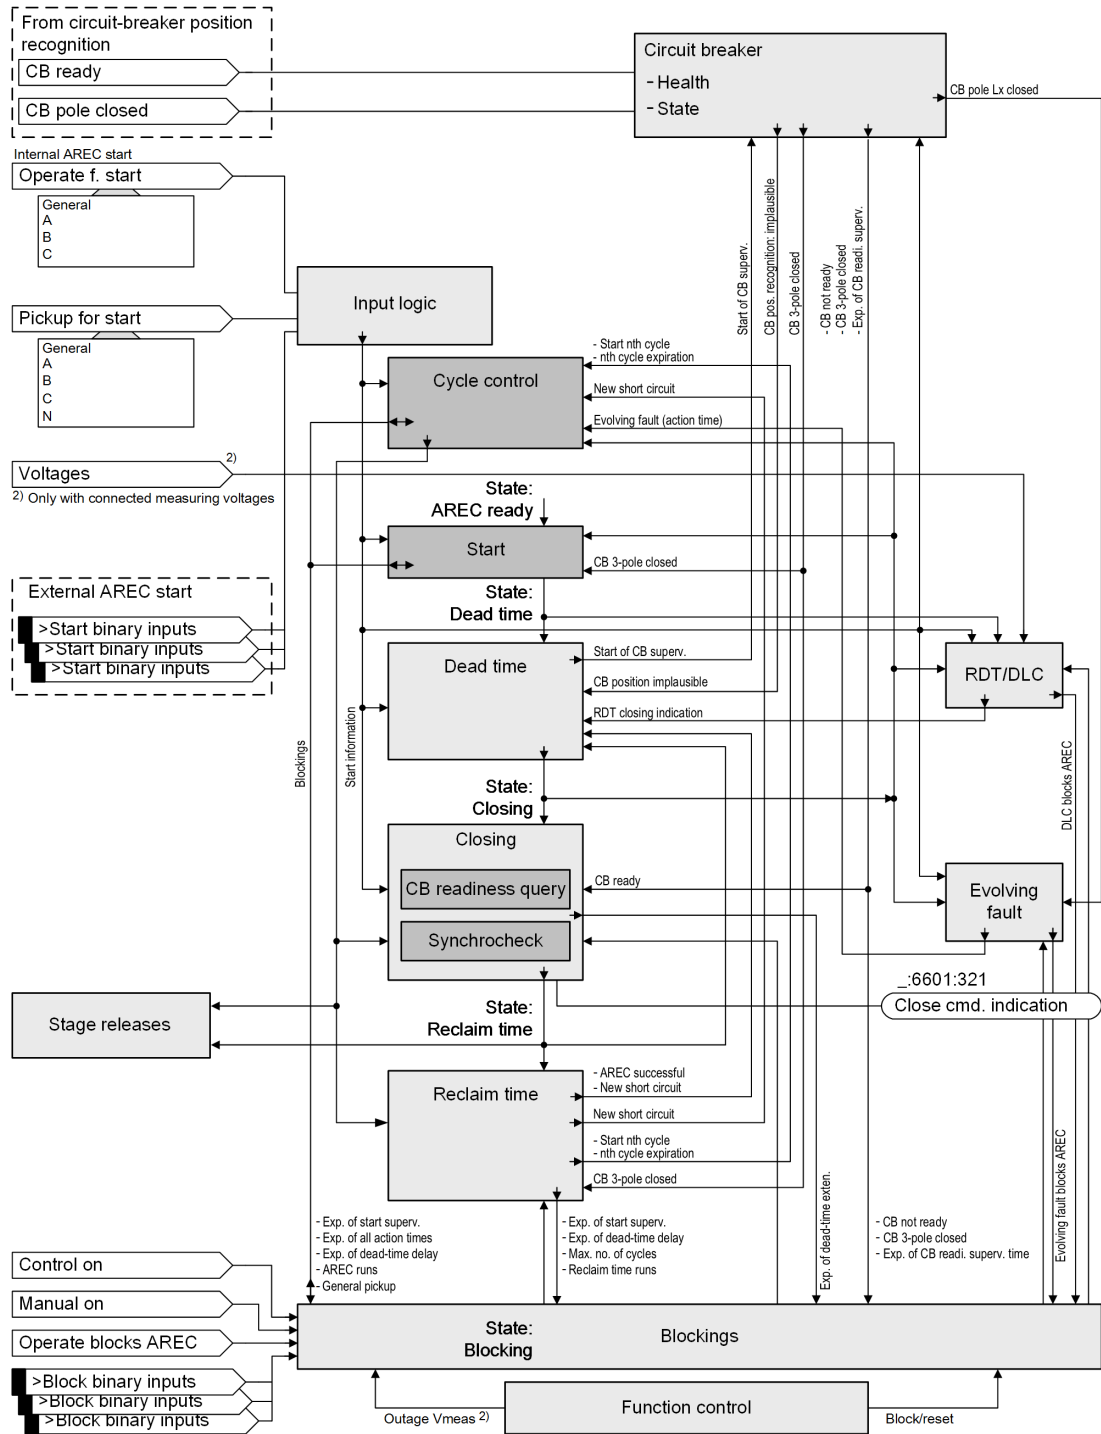 From circuit-breaker position
recognition
CB ready
CB pole closed
Circuit breaker
- Health
- State
CB pole Lx closed
Internal AREC start
Operate f. start
General
A
B
C
Input logic
Pickup for start
General
A
B
C
N
Start of CB superv.
CB pos. recognition: implausible
CB 3-pole closed
- CB not ready
- CB 3-pole closed
- Exp. of CB readi. superv.
- Start nth cycle
- nth cycle expiration
Cycle control
New short circuit
Evolving fault (action time)
Voltages
2)
2) Only with connected measuring voltages
State:
AREC ready
Start
CB 3-pole closed
External AREC start
>Start binary inputs
>Start binary inputs
>Start binary inputs
State:
Dead time
Dead time
Start of CB superv.
CB position implausible
RDT closing indication
RDT/DLC
Blockings
Start information
DLC blocks AREC
State:
Closing
Closing
CB readiness query
CB ready
Synchrocheck
Evolving
fault
_:6601:321
Close cmd. indication
Stage releases
State:
Reclaim time
Reclaim time
- AREC successful
- New short circuit
New short circuit
- Start nth cycle
- nth cycle expiration
CB 3-pole closed
Evolving fault blocks AREC
Exp. of dead-time exten.
- Exp. of start superv.
- Exp. of all action times
- Exp. of dead-time delay
- AREC runs
- General pickup
- Exp. of start superv.
- Exp. of dead-time delay
- Max. no. of cycles
- Reclaim time runs
- CB not ready
- CB 3-pole closed
- Exp. of CB readi. superv. time
Control on
Manual on
Operate blocks AREC
>Block binary inputs
>Block binary inputs
>Block binary inputs
State:
Blocking
Blockings
Outage Vmeas 2)
Function control
Block/reset